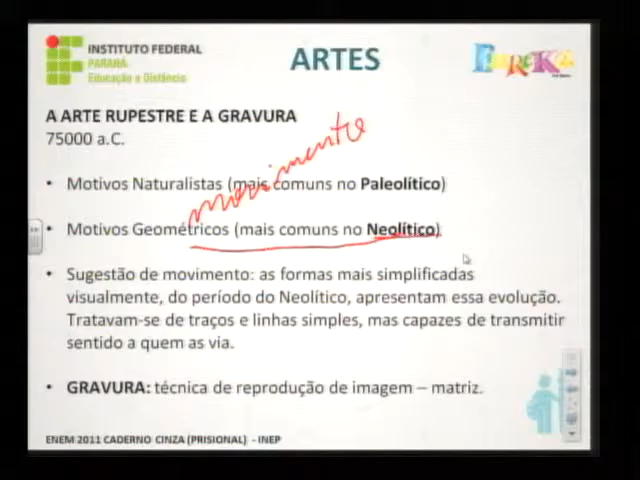 INSTITUTO FEDERAL
PARANÁ
Educação a Distância
ARTES
EUREKA
A ARTE RUPESTRE E A GRAVURA
75000 a.C.
movimento
• Motivos Naturalistas (mais comuns no Paleolítico)
• Motivos Geométricos (mais comuns no Neolítico)
• Sugestão de movimento: as formas mais simplificadas
visualmente, do período do Neolítico, apresentam essa evolução.
Tratavam-se de traços e linhas simples, mas capazes de transmitir
sentido a quem as via.
• GRAVURA: técnica de reprodução de imagem – matriz.
ENEM 2011 CADERNO CINZA (PRISIONAL) - INEP